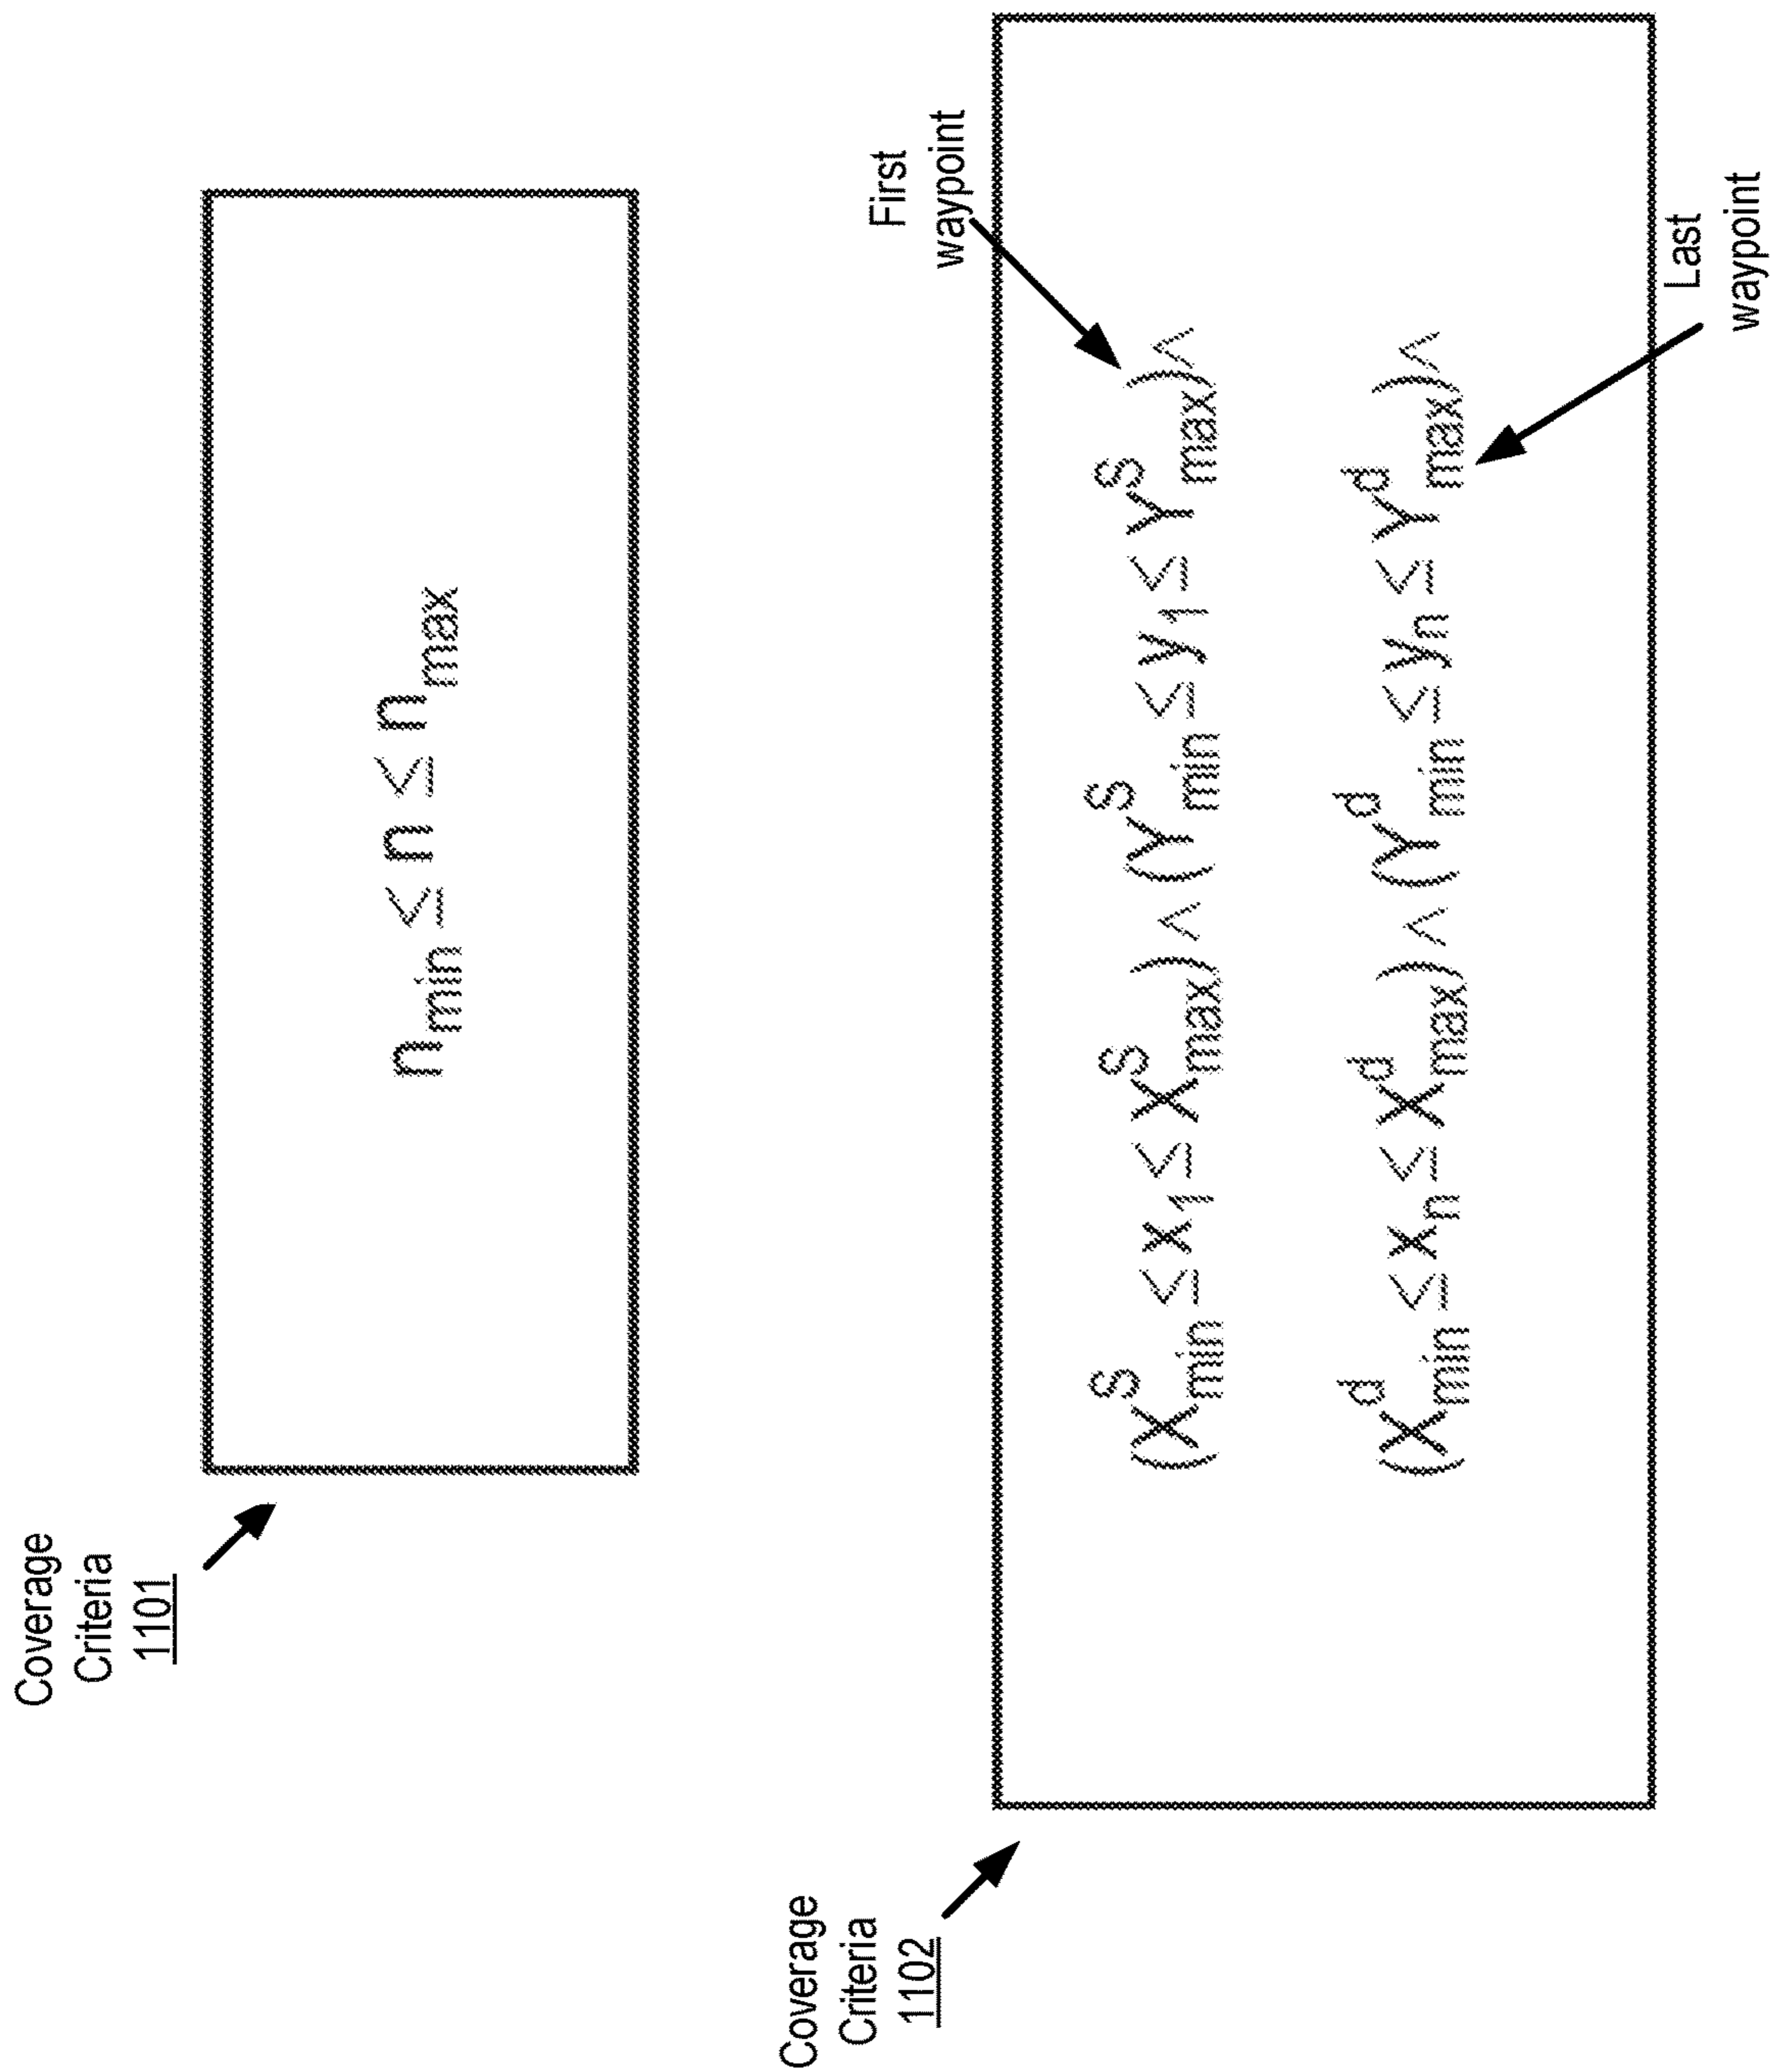 Coverage
Criteria
1101
n_min ≤ n ≤ n_max
Coverage
Criteria
1102
First
waypoint
(X^S_min ≤ x_1 ≤ X^S_max) ∧ (Y^S_min ≤ y_1 ≤ Y^S_max) ∧
(X^d_min ≤ x_n ≤ X^d_max) ∧ (Y^d_min ≤ y_n ≤ Y^d_max) ∧
Last
waypoint